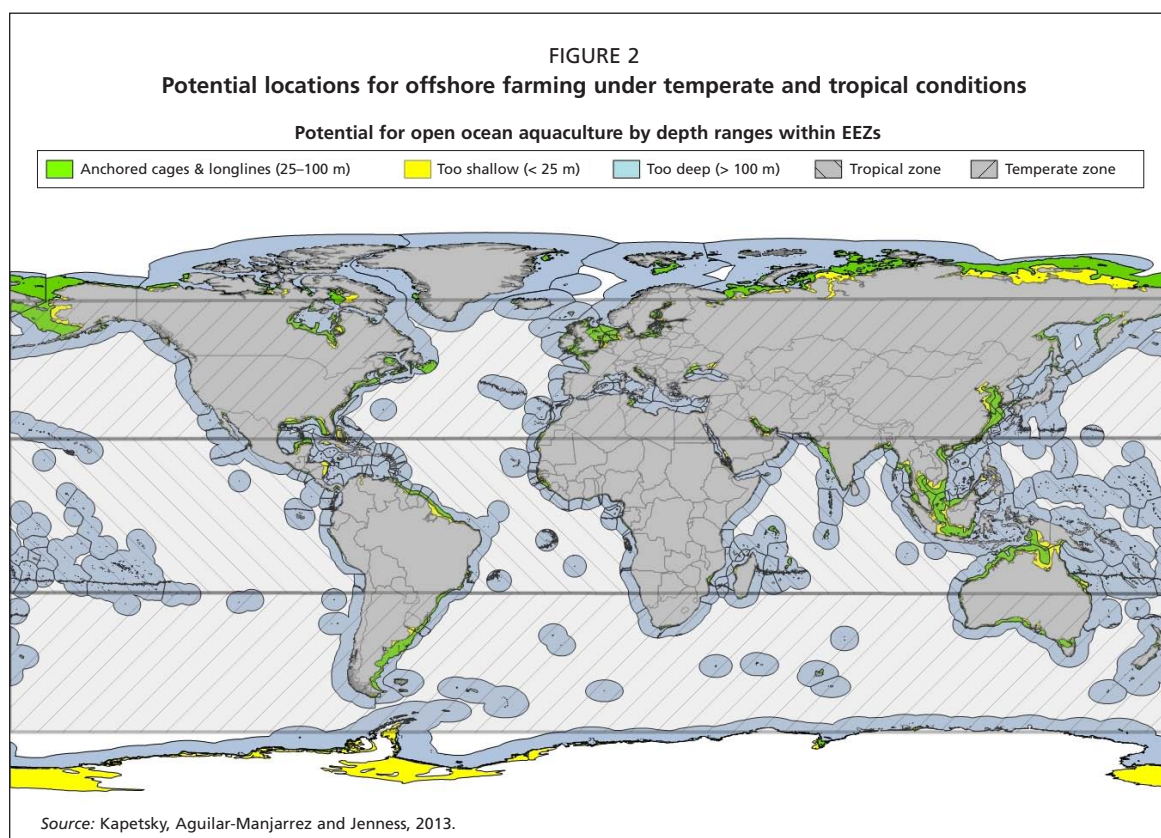 FIGURE 2
Potential locations for offshore farming under temperate and tropical conditions
Potential for open ocean aquaculture by depth ranges within EEZs
Anchored cages & longlines (25–100 m) Too shallow (< 25 m) Too deep (> 100 m) Tropical zone Temperate zone
Source: Kapetsky, Aguilar-Manjarrez and Jenness, 2013.